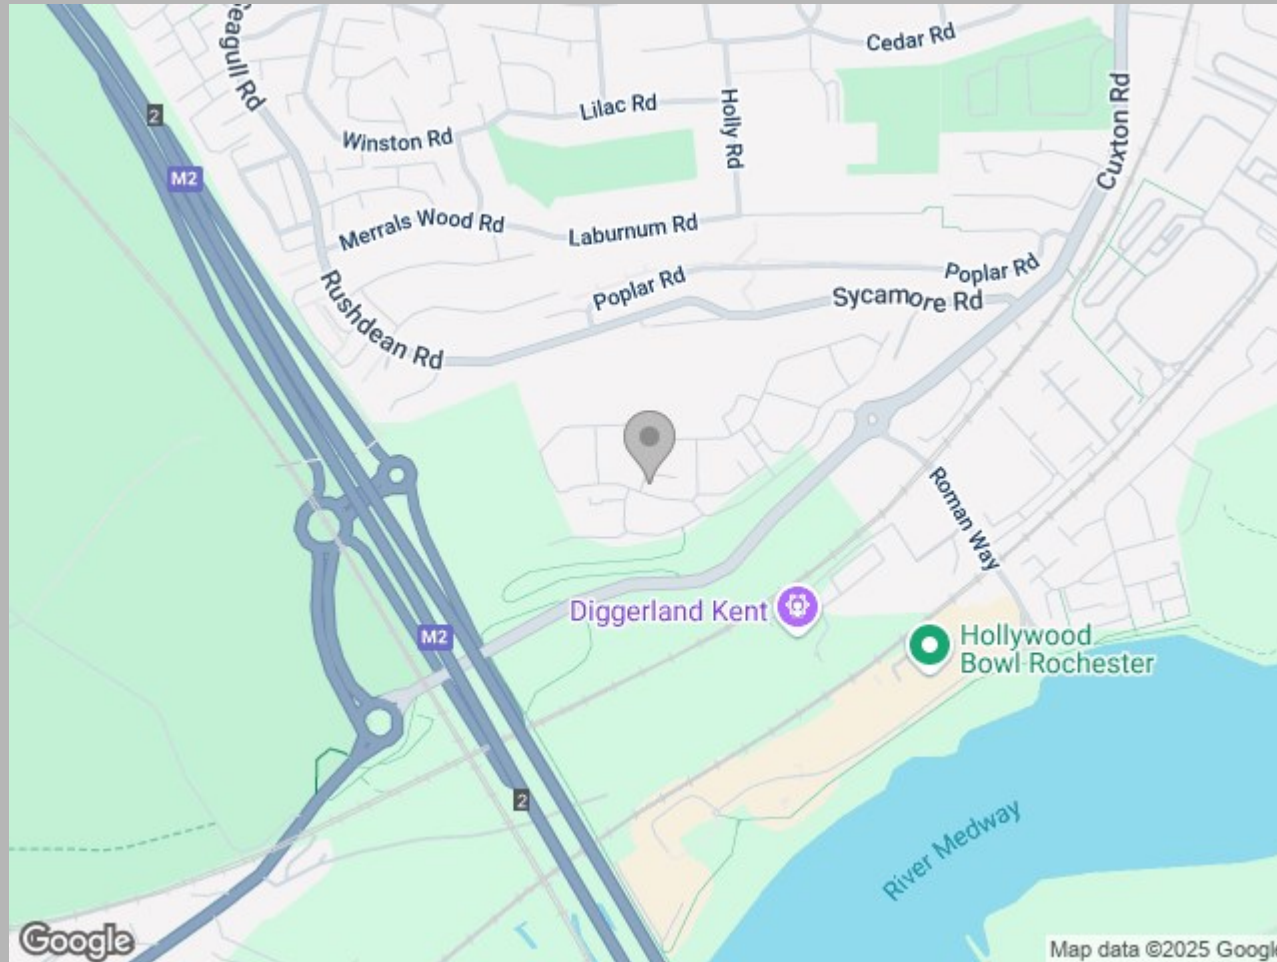 Seagull Rd
Cedar Rd
Lilac Rd
Holly Rd
Cuxton Rd
2
Winston Rd
M2
Merrals Wood Rd
Laburnum Rd
Poplar Rd
Poplar Rd
Sycamore Rd
Rushdean Rd
Roman Way
Diggerland Kent
M2
Hollywood
Bowl Rochester
2
River Medway
Google
Map data ©2025 Google